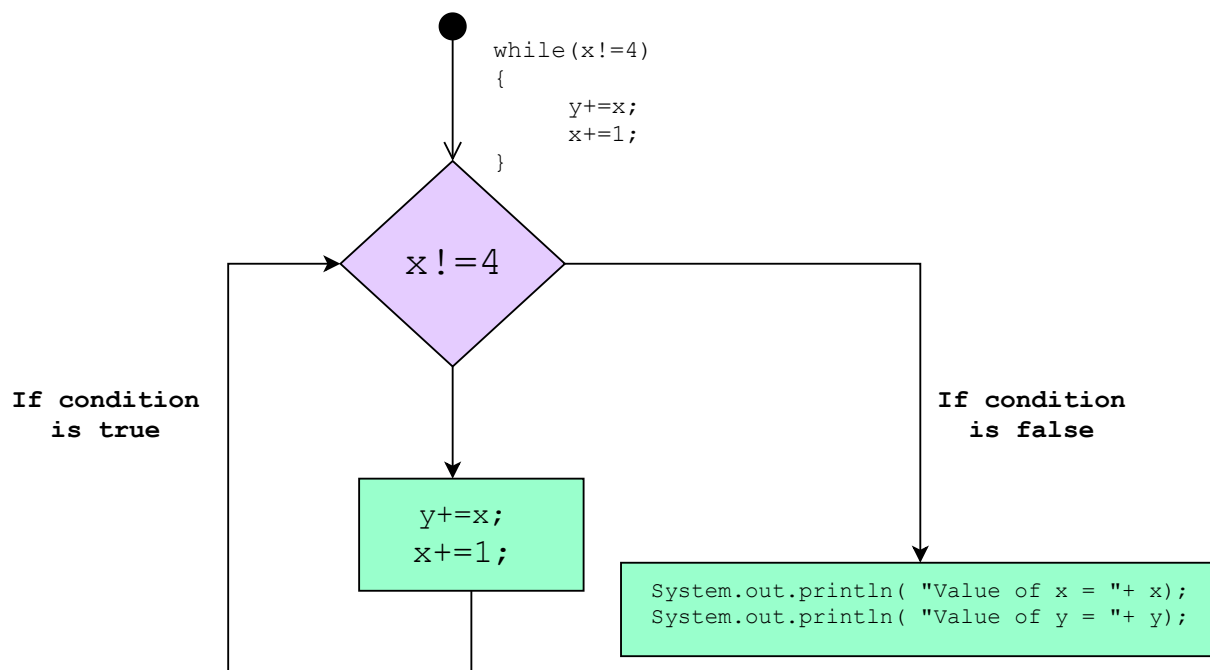 while(x!=4)
{
y+=x;
x+=1;
}
x!=4
If condition
is true
If condition
is false
y+=x;
x+=1;
System.out.println( "Value of x = "+ x);
System.out.println( "Value of y = "+ y);